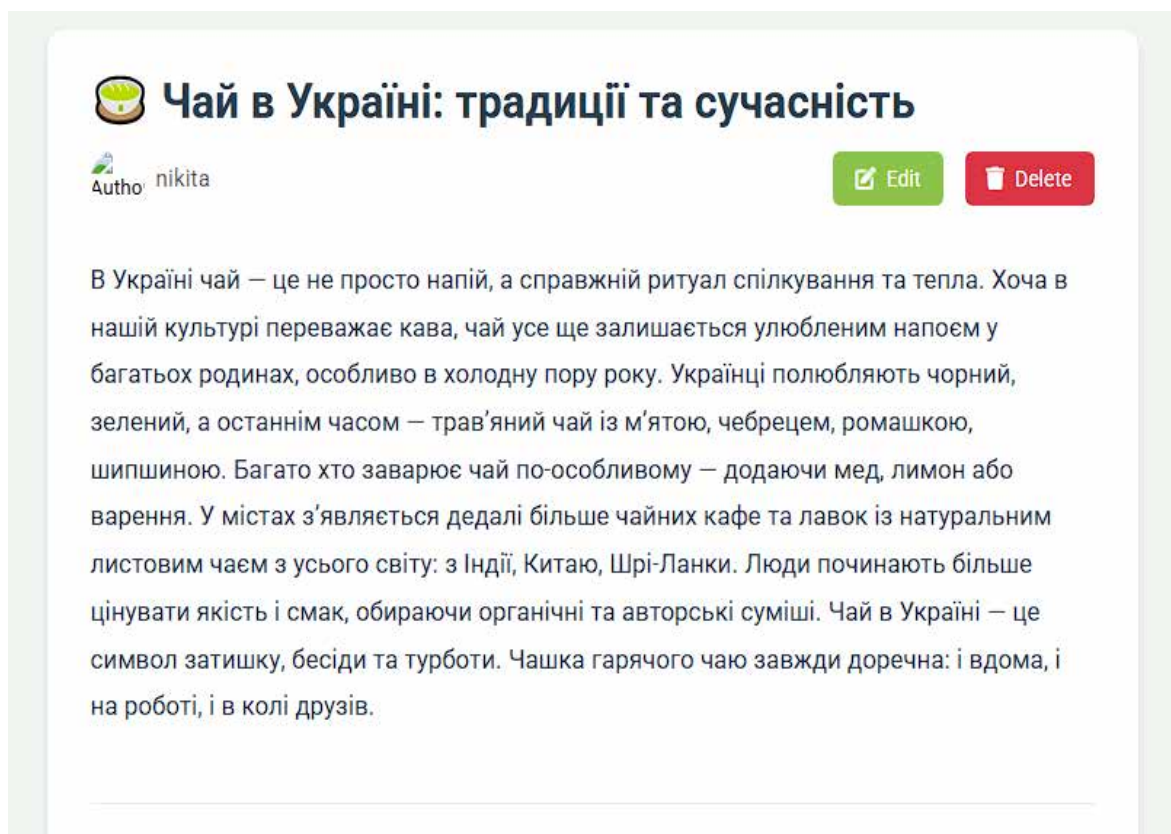 🍵 Чай в Україні: традиції та сучасність
Autho nikita
Edit
Delete
В Україні чай — це не просто напій, а справжній ритуал спілкування та тепла. Хоча в
нашій культурі переважає кава, чай усе ще залишається улюбленим напоєм у
багатьох родинах, особливо в холодну пору року. Українці полюбляють чорний,
зелений, а останнім часом — трав’яний чай із м’ятою, чебрецем, ромашкою,
шипшиною. Багато хто заварює чай по-особливому — додаючи мед, лимон або
варення. У містах з’являється дедалі більше чайних кафе та лавок із натуральним
листовим чаєм з усього світу: з Індії, Китаю, Шрі-Ланки. Люди починають більше
цінувати якість і смак, обираючи органічні та авторські суміші. Чай в Україні — це
символ затишку, бесіди та турботи. Чашка гарячого чаю завжди доречна: і вдома, і
на роботі, і в колі друзів.